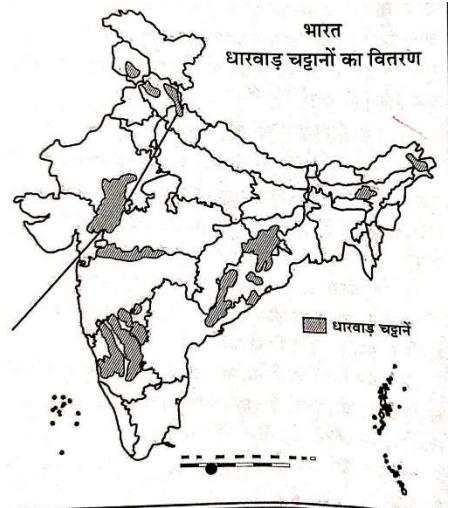 भारत
धारवाड़ चट्टानों का वितरण
धारवाड़ चट्टानें